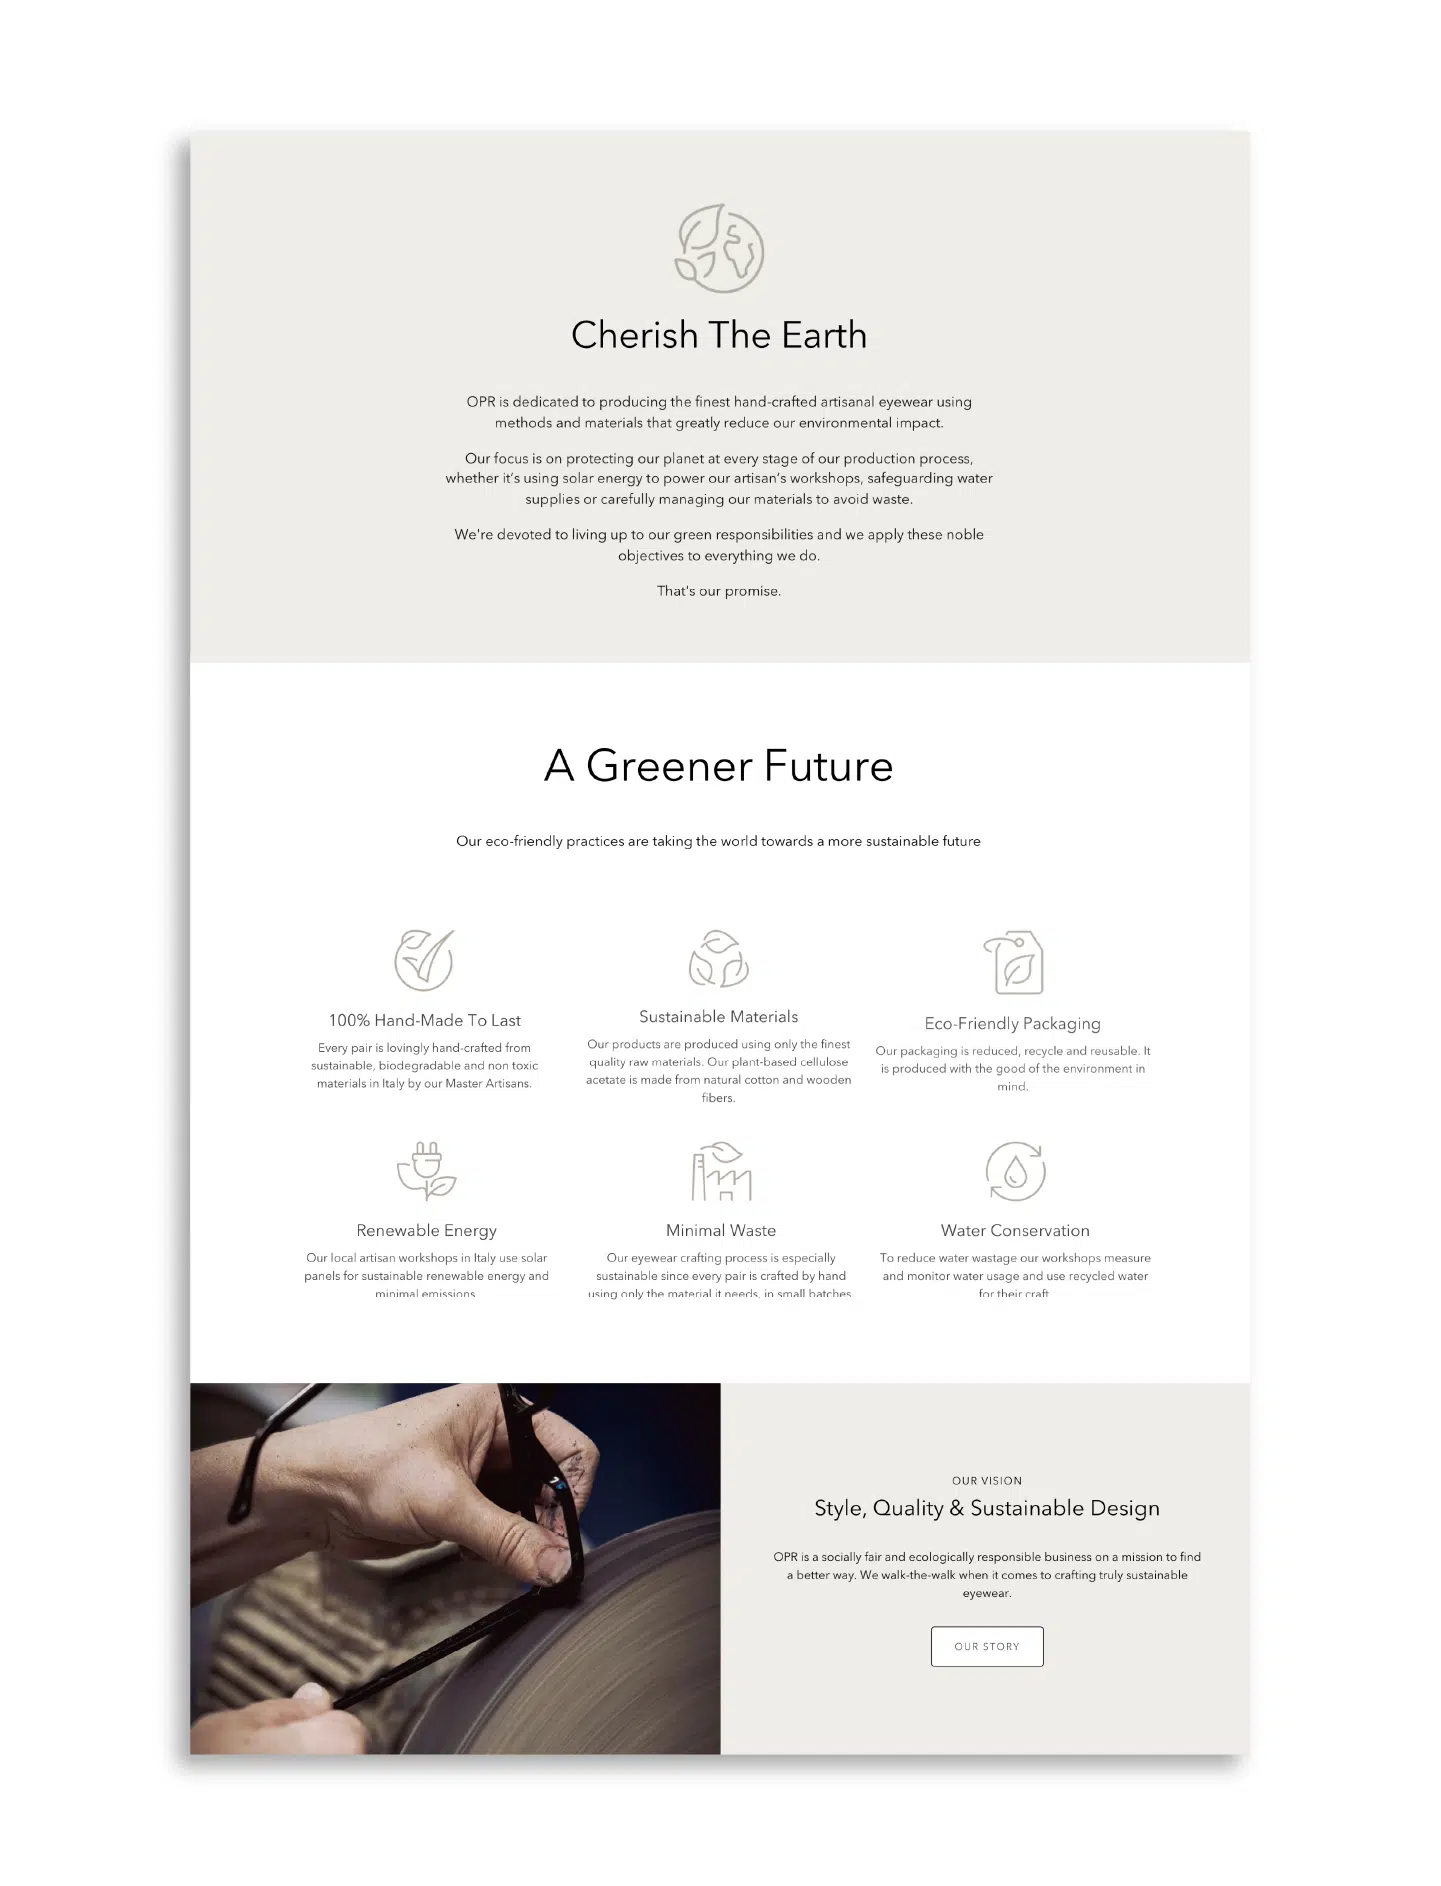 Cherish The Earth
OPR is dedicated to producing the finest hand-crafted artisanal eyewear using
methods and materials that greatly reduce our environmental impact.
Our focus is on protecting our planet at every stage of our production process,
whether it’s using solar energy to power our artisan’s workshops, safeguarding water
supplies or carefully managing our materials to avoid waste.
We're devoted to living up to our green responsibilities and we apply these noble
objectives to everything we do.
That's our promise.
A Greener Future
Our eco-friendly practices are taking the world towards a more sustainable future
100% Hand-Made To Last
Every pair is lovingly hand-crafted from
sustainable, biodegradable and non toxic
materials in Italy by our Master Artisans.
Sustainable Materials
Our products are produced using only the finest
quality raw materials. Our plant-based cellulose
acetate is made from natural cotton and wooden
fibers.
Eco-Friendly Packaging
Our packaging is reduced, recycle and reusable. It
is produced with the good of the environment in
mind.
Renewable Energy
Our local artisan workshops in Italy use solar
panels for sustainable renewable energy and
minimal emissions
Minimal Waste
Our eyewear crafting process is especially
sustainable since every pair is crafted by hand
using only the material it needs, in small batches
Water Conservation
To reduce water wastage our workshops measure
and monitor water usage and use recycled water
for their craft
OUR VISION
Style, Quality & Sustainable Design
OPR is a socially fair and ecologically responsible business on a mission to find
a better way. We walk-the-walk when it comes to crafting truly sustainable
eyewear.
OUR STORY